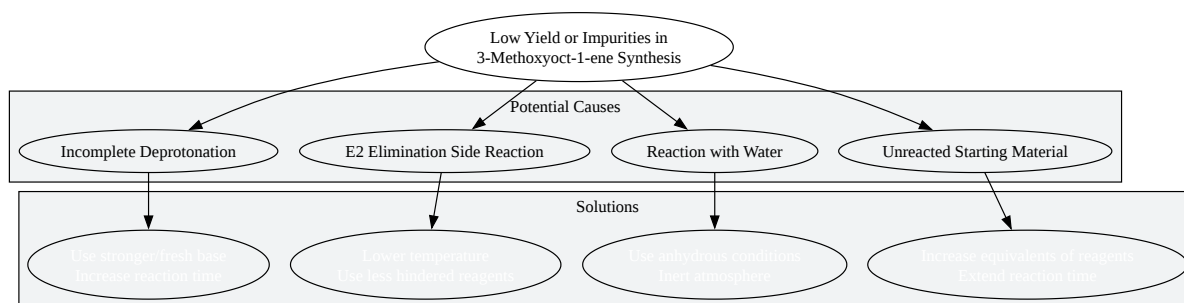 Low Yield or Impurities in
3-Methoxyoct-1-ene Synthesis
Potential Causes
Incomplete Deprotonation
E2 Elimination Side Reaction
Reaction with Water
Unreacted Starting Material
Solutions
Use stronger/fresh base
Increase reaction time
Lower temperature
Use less hindered reagents
Use anhydrous conditions
Inert atmosphere
Increase equivalents of reagents
Extend reaction time